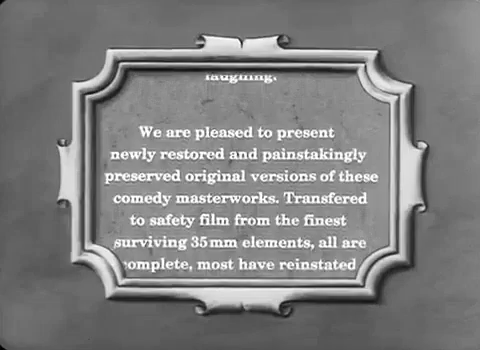 laughing.
We are pleased to present
newly restored and painstakingly
preserved original versions of these
comedy masterworks. Transfered
to safety film from the finest
surviving 35mm elements, all are
complete, most have reinstated